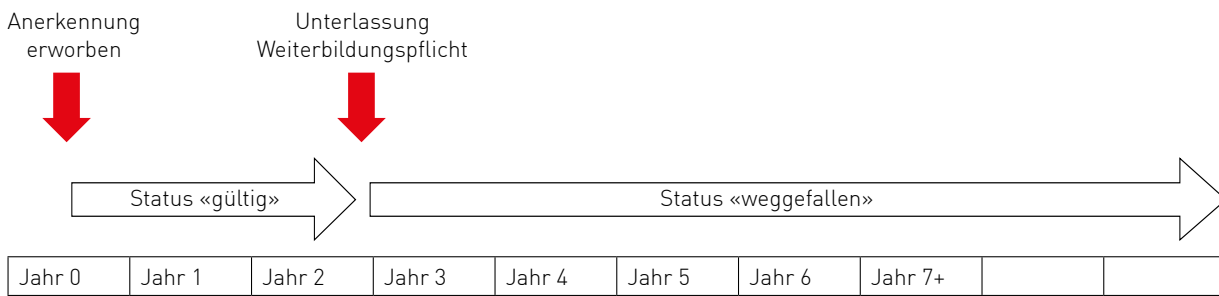 Anerkennung
erworben
Unterlassung
Weiterbildungspflicht
Status «gültig»
Status «weggefallen»
Jahr 0 Jahr 1 Jahr 2 Jahr 3 Jahr 4 Jahr 5 Jahr 6 Jahr 7+